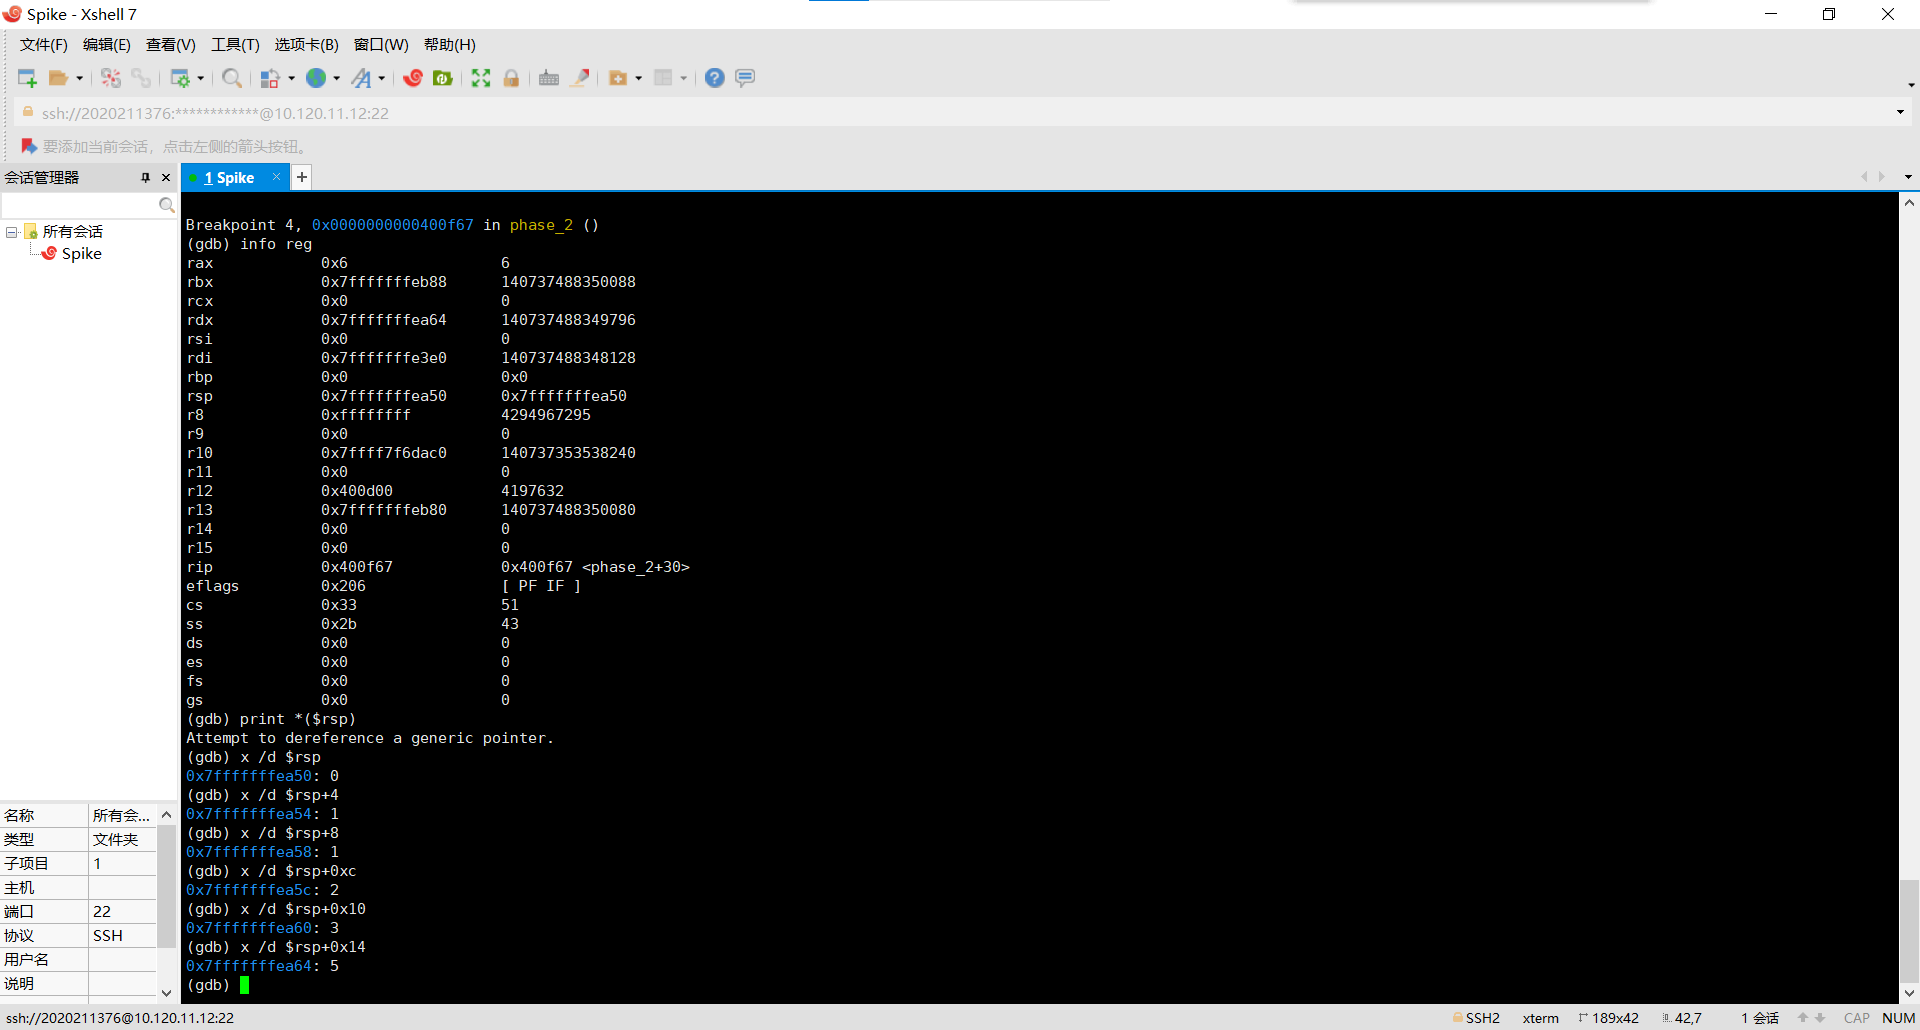 Spike - Xshell 7
文件(F) 编辑(E) 查看(V) 工具(T) 选项卡(B) 窗口(W) 帮助(H)
ssh://2020211376:************@10.120.11.12:22
要添加当前会话，点击左侧的箭头按钮。
会话管理器
1 Spike
所有会话
Spike
Breakpoint 4, 0x0000000000400f67 in phase_2 ()
(gdb) info reg
rax 0x6 6
rbx 0x7fffffffeb88 140737488350088
rcx 0x0 0
rdx 0x7fffffffea64 140737488349796
rsi 0x0 0
rdi 0x7fffffffe3e0 140737488348128
rbp 0x0 0x0
rsp 0x7fffffffea50 0x7fffffffea50
r8 0xffffffff 4294967295
r9 0x0 0
r10 0x7ffff7f6dac0 140737353538240
r11 0x0 0
r12 0x400d00 4197632
r13 0x7fffffffeb80 140737488350080
r14 0x0 0
r15 0x0 0
rip 0x400f67 0x400f67 <phase_2+30>
eflags 0x206 [ PF IF ]
cs 0x33 51
ss 0x2b 43
ds 0x0 0
es 0x0 0
fs 0x0 0
gs 0x0 0
(gdb) print *($rsp)
Attempt to dereference a generic pointer.
(gdb) x /d $rsp
0x7fffffffea50: 0
(gdb) x /d $rsp+4
0x7fffffffea54: 1
(gdb) x /d $rsp+8
0x7fffffffea58: 1
(gdb) x /d $rsp+0xc
0x7fffffffea5c: 2
(gdb) x /d $rsp+0x10
0x7fffffffea60: 3
(gdb) x /d $rsp+0x14
0x7fffffffea64: 5
(gdb)
名称 所有会...
类型 文件夹
子项目 1
主机
端口 22
协议 SSH
用户名
说明
ssh://2020211376@10.120.11.12:22
SSH2 xterm 189x42 42,7 1 会话 CAP NUM